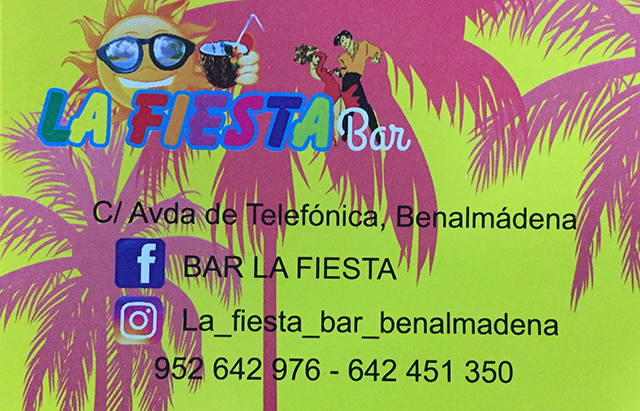 LA FIESTA Bar
C/ Avda de Telefónica, Benalmádena
f BAR LA FIESTA
La_fiesta_bar_benalmadena
952 642 976 - 642 451 350